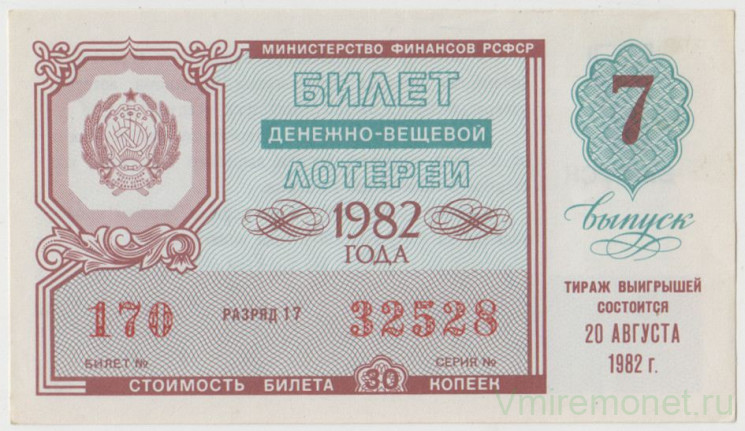 МИНИСТЕРСТВО ФИНАНСОВ РСФСР
РСФСР
БИЛЕТ
ДЕНЕЖНО-ВЕЩЕВОЙ
ЛОТЕРЕИ
1982
ГОДА
170 РАЗРЯД 17 32528
БИЛЕТ № СЕРИЯ №
СТОИМОСТЬ БИЛЕТА 30 КОПЕЕК
7
выпуск
ТИРАЖ ВЫИГРЫШЕЙ
СОСТОИТСЯ
20 АВГУСТА
1982 г.
Vmiremonet.ru